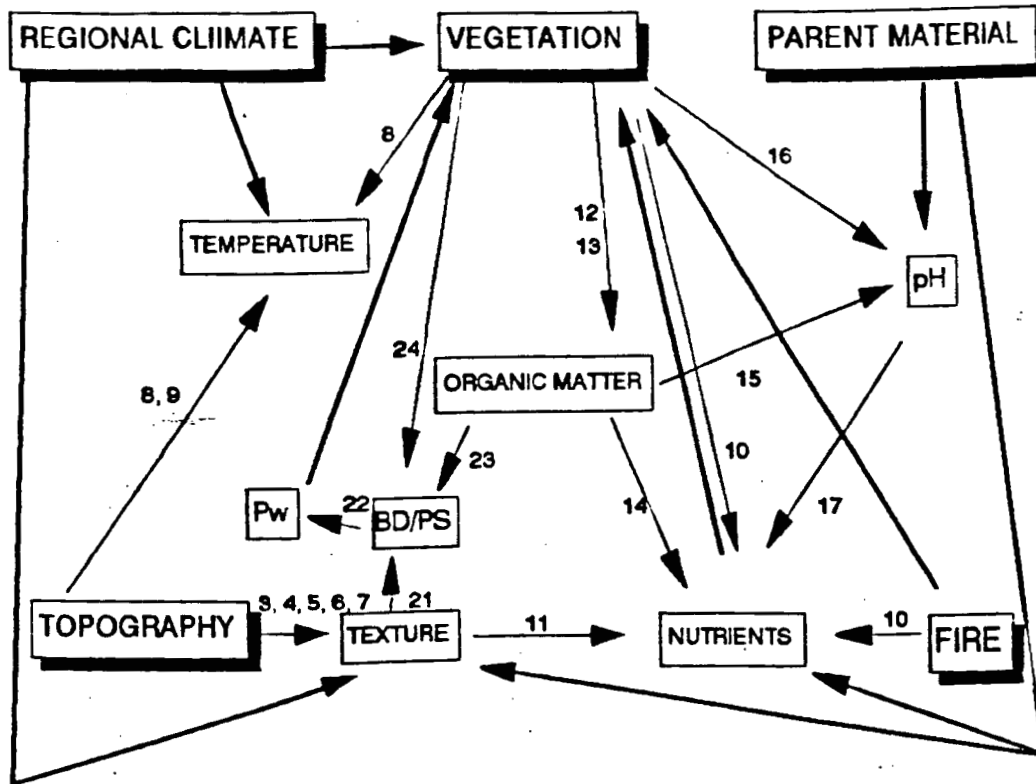 REGIONAL CLIIMATE
VEGETATION
PARENT MATERIAL
8
16
12
13
TEMPERATURE
pH
24
ORGANIC MATTER
15
8, 9
23
10
14
17
Pw
22
BD/PS
3, 4, 5, 6, 7
21
TOPOGRAPHY
TEXTURE
11
NUTRIENTS
10
FIRE